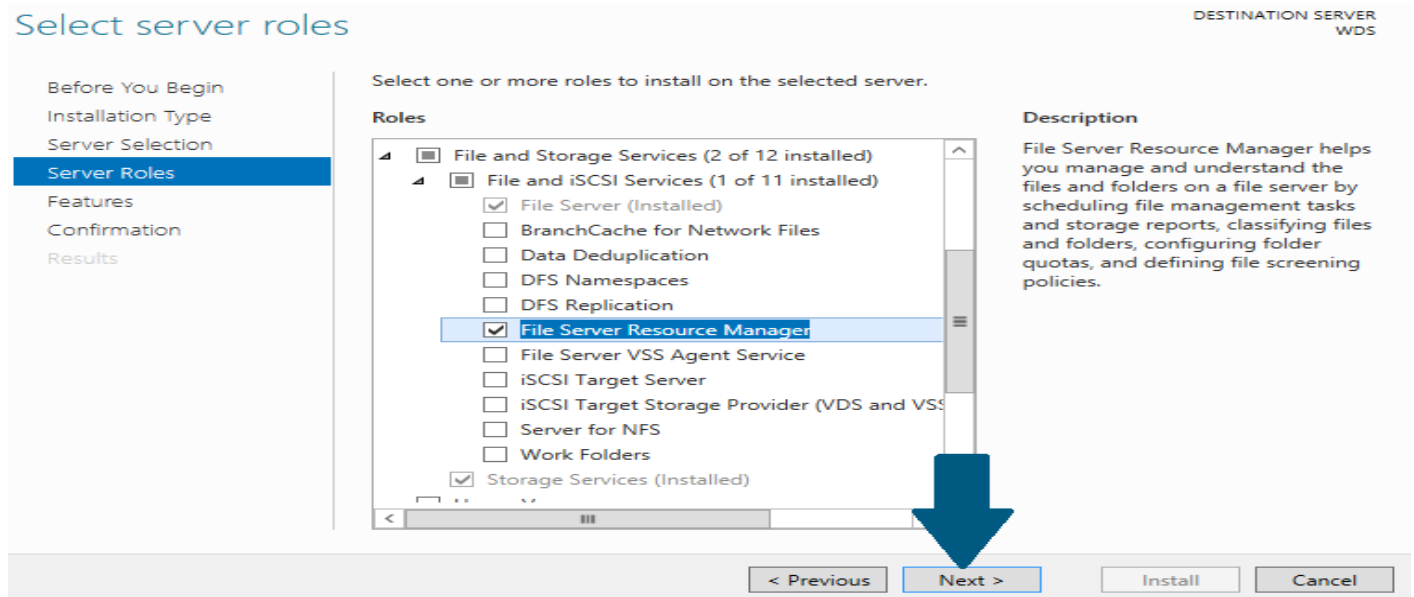 Select server roles
DESTINATION SERVER
WDS
Before You Begin
Installation Type
Server Selection
Server Roles
Features
Confirmation
Results
Select one or more roles to install on the selected server.
Roles
File and Storage Services (2 of 12 installed)
File and iSCSI Services (1 of 11 installed)
File Server (Installed)
BranchCache for Network Files
Data Deduplication
DFS Namespaces
DFS Replication
File Server Resource Manager
File Server VSS Agent Service
iSCSI Target Server
iSCSI Target Storage Provider (VDS and VSS
Server for NFS
Work Folders
Storage Services (Installed)
Description
File Server Resource Manager helps
you manage and understand the
files and folders on a file server by
scheduling file management tasks
and storage reports, classifying files
and folders, configuring folder
quotas, and defining file screening
policies.
< Previous
Next >
Install
Cancel